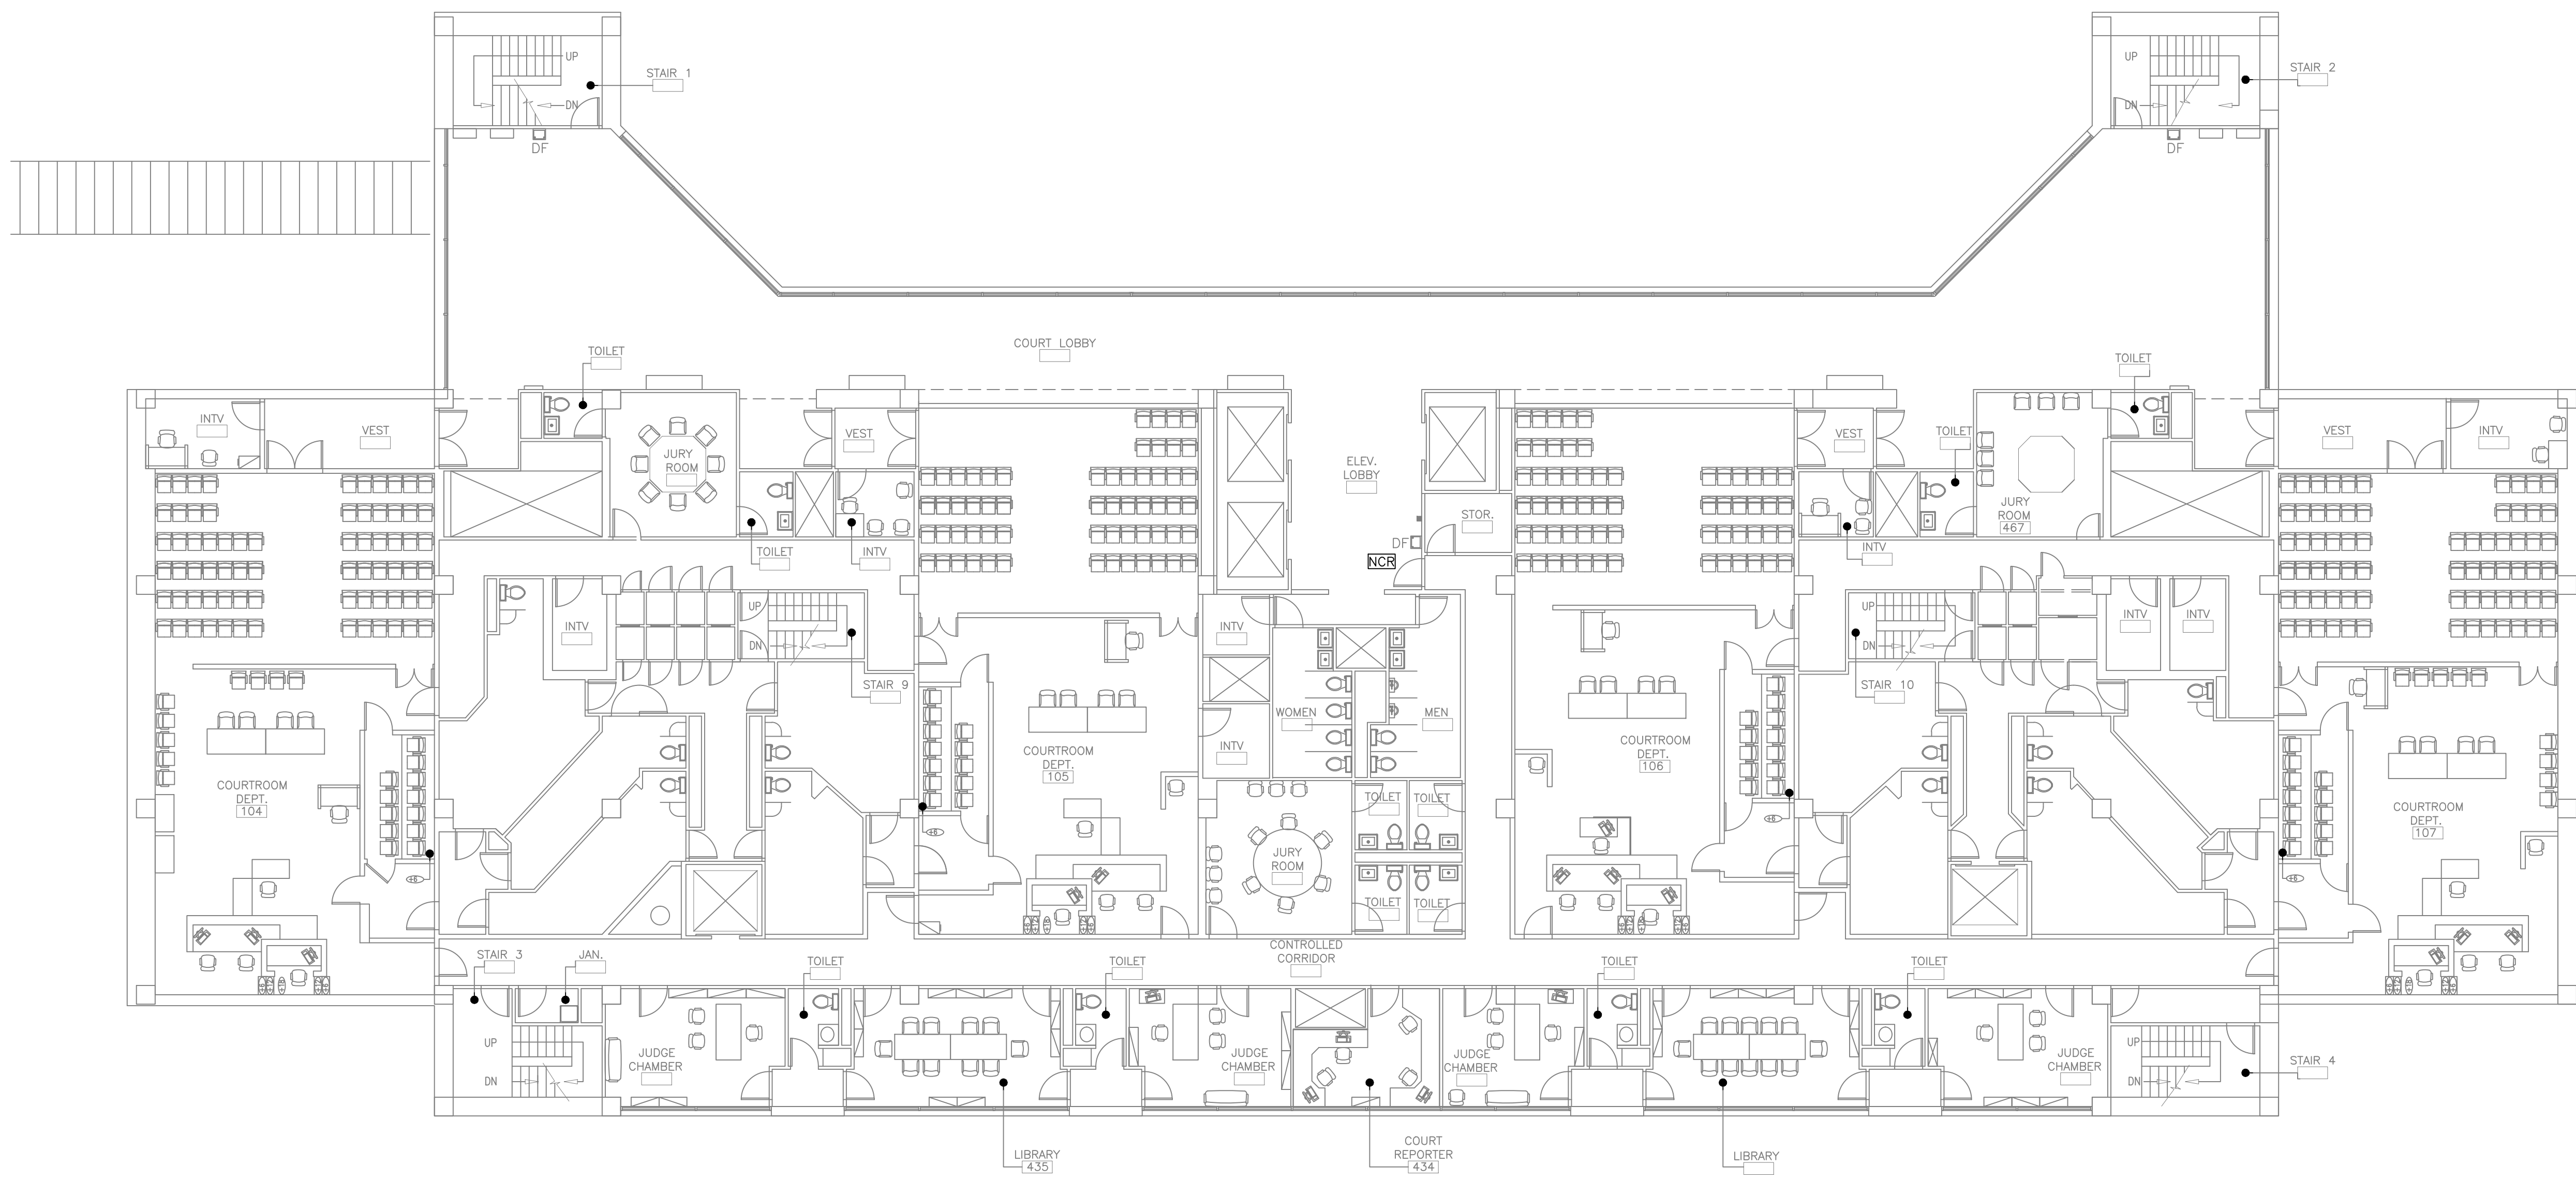 UP
STAIR 1
DN
DF
UP
STAIR 2
DN
DF
COURT LOBBY
TOILET
TOILET
INTV
VEST
JURY
ROOM
VEST
TOILET
INTV
ELEV.
LOBBY
STOR.
DF
NCR
VEST
TOILET
INTV
JURY
ROOM
467
VEST
INTV
INTV
UP
DN
STAIR 9
INTV
INTV
WOMEN
MEN
UP
DN
STAIR 10
INTV
INTV
COURTROOM
DEPT.
104
+6
COURTROOM
DEPT.
105
+6
COURTROOM
DEPT.
106
+6
COURTROOM
DEPT.
107
+6
JURY
ROOM
TOILET
TOILET
TOILET
TOILET
CONTROLLED
CORRIDOR
STAIR 3
JAN.
TOILET
TOILET
TOILET
TOILET
UP
DN
JUDGE
CHAMBER
JUDGE
CHAMBER
JUDGE
CHAMBER
JUDGE
CHAMBER
UP
DN
STAIR 4
LIBRARY
435
COURT
REPORTER
434
LIBRARY